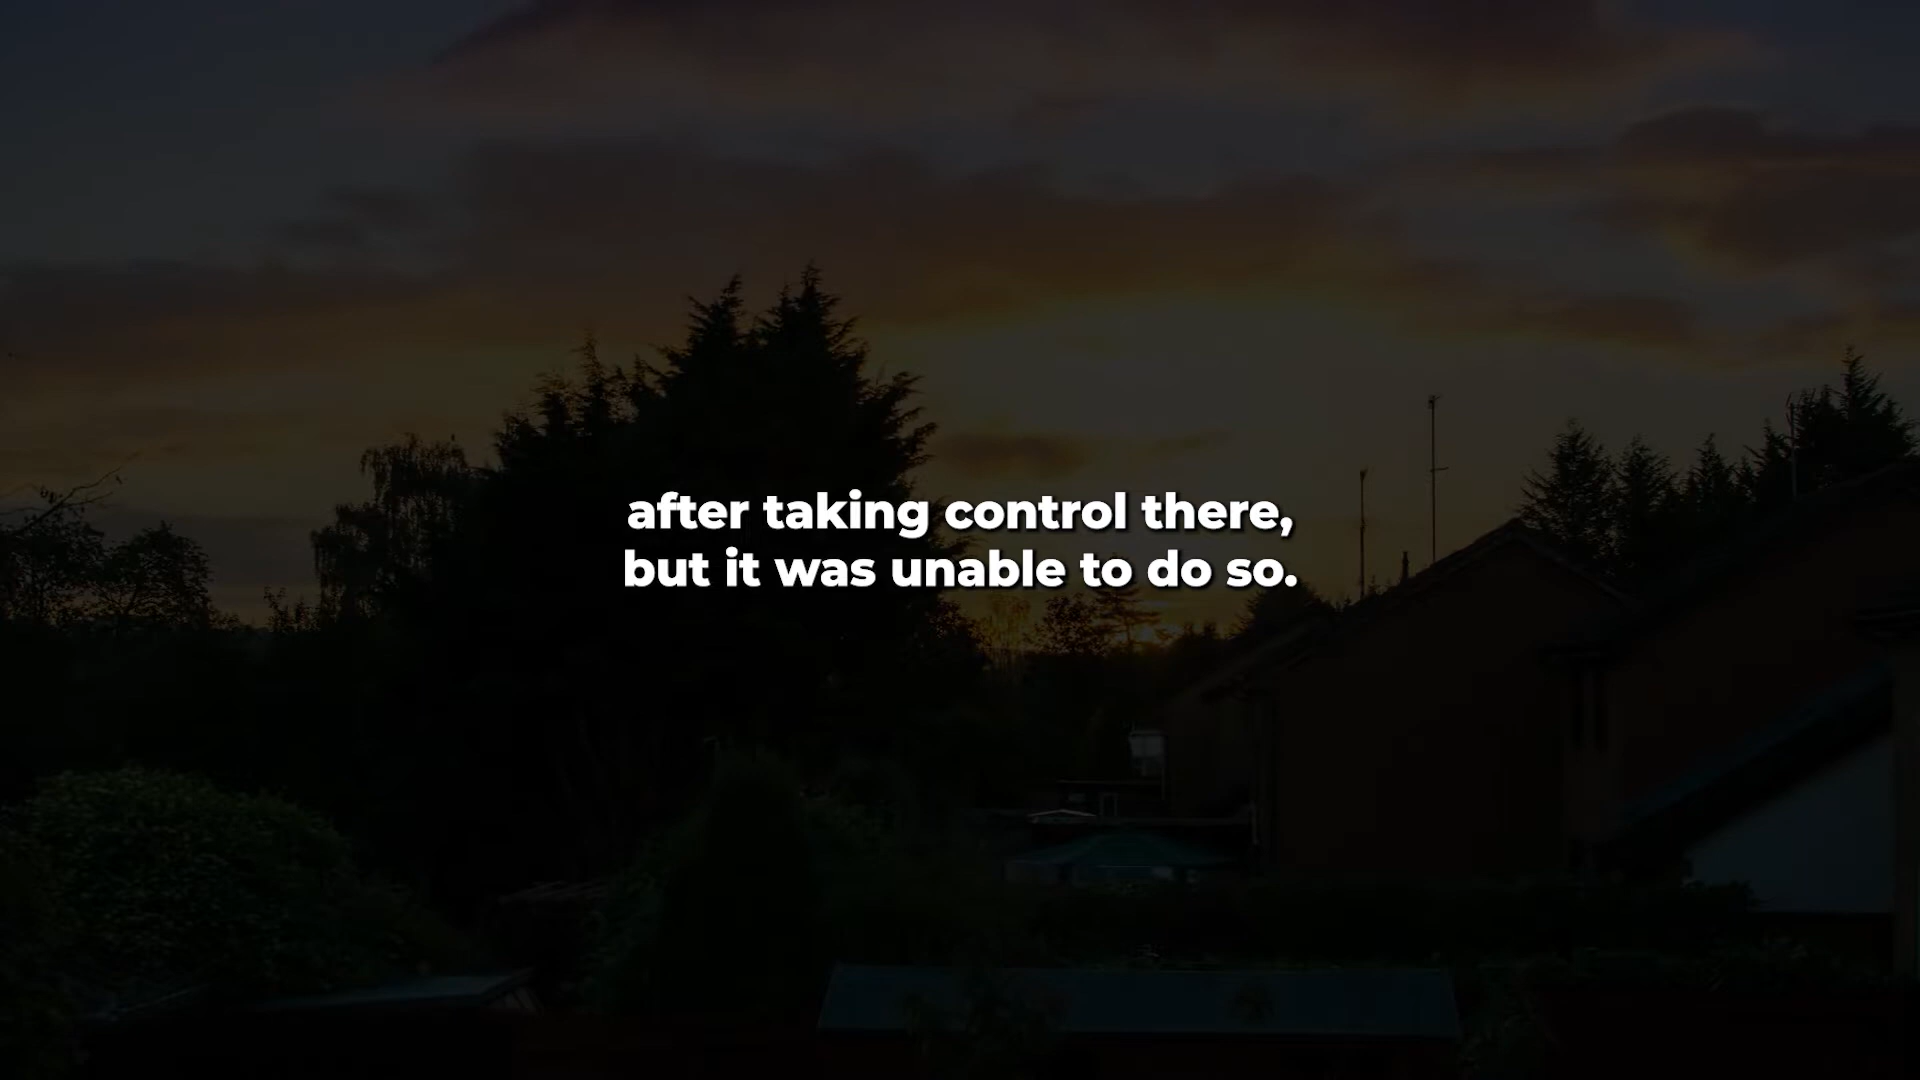 after taking control there,
but it was unable to do so.